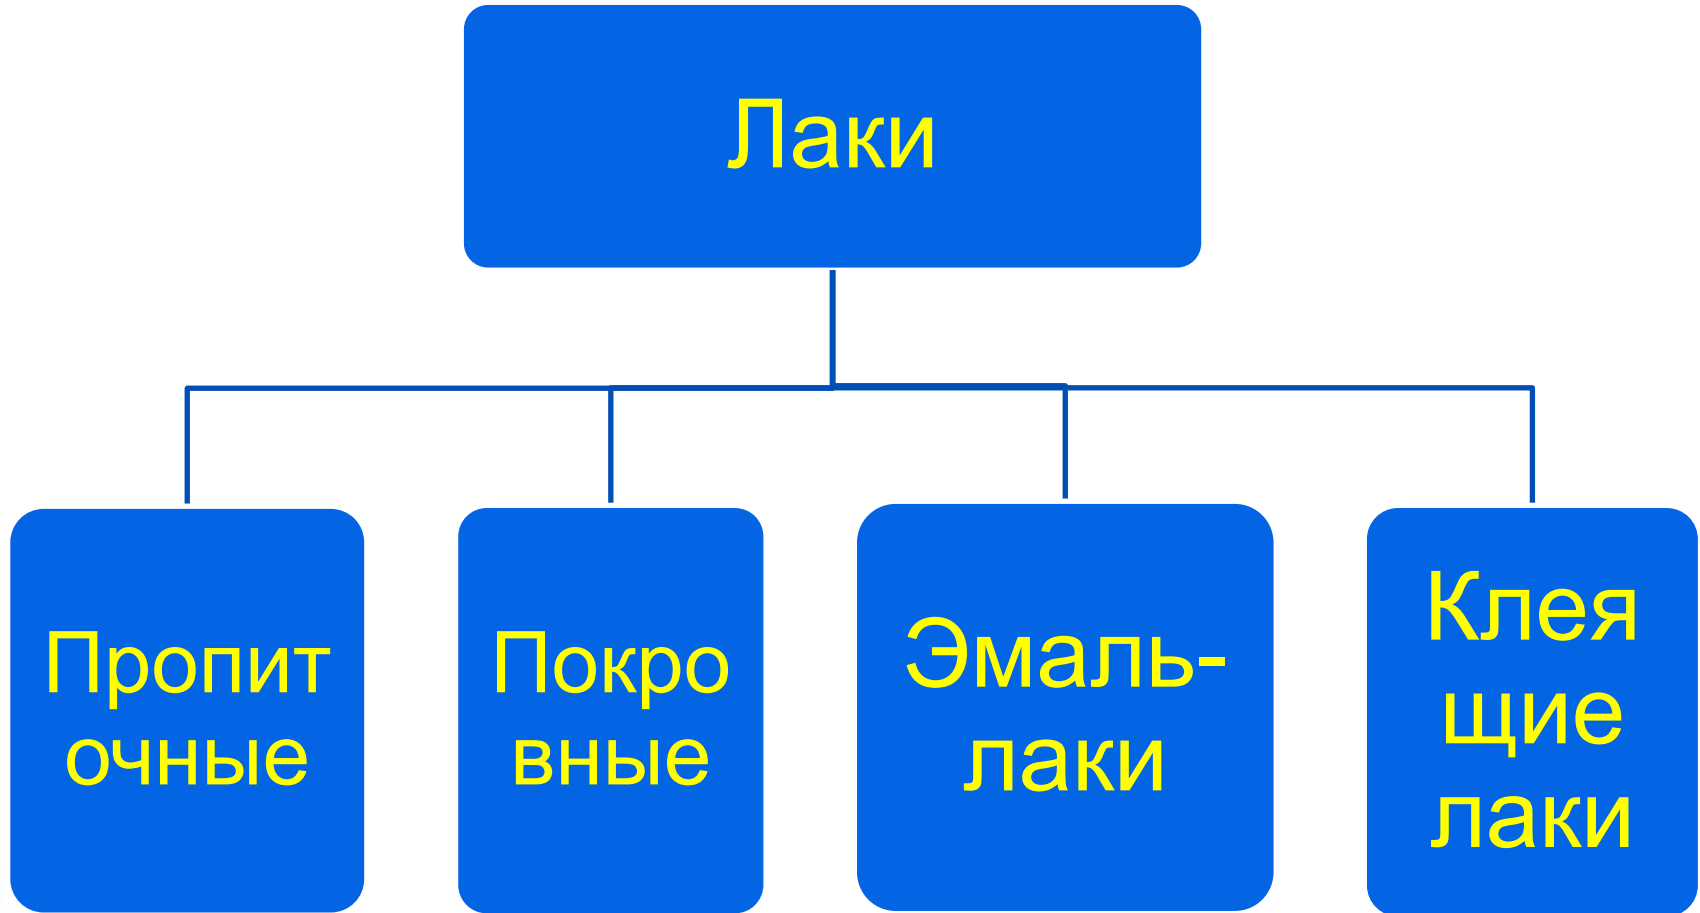 Лаки
Пропит
очные
Покро
вные
Эмаль-
лаки
Клея
щие
лаки